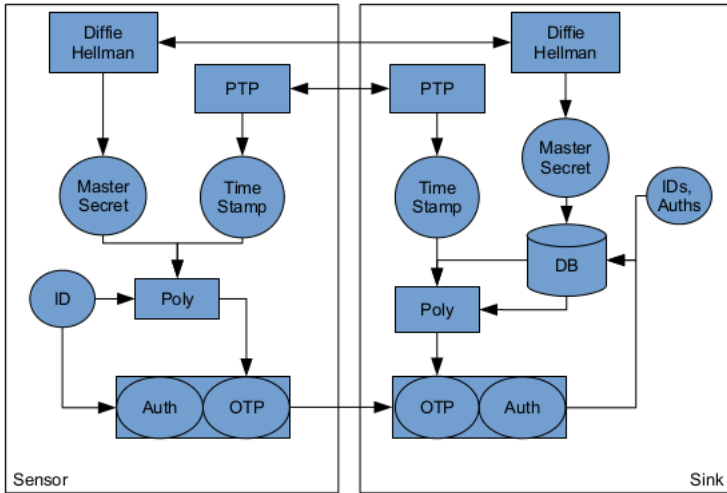 Diffie
Hellman
PTP
Master
Secret
Time
Stamp
ID
Poly
Auth
OTP
Sensor
Diffie
Hellman
PTP
Master
Secret
Time
Stamp
IDs,
Auths
DB
Poly
OTP
Auth
Sink